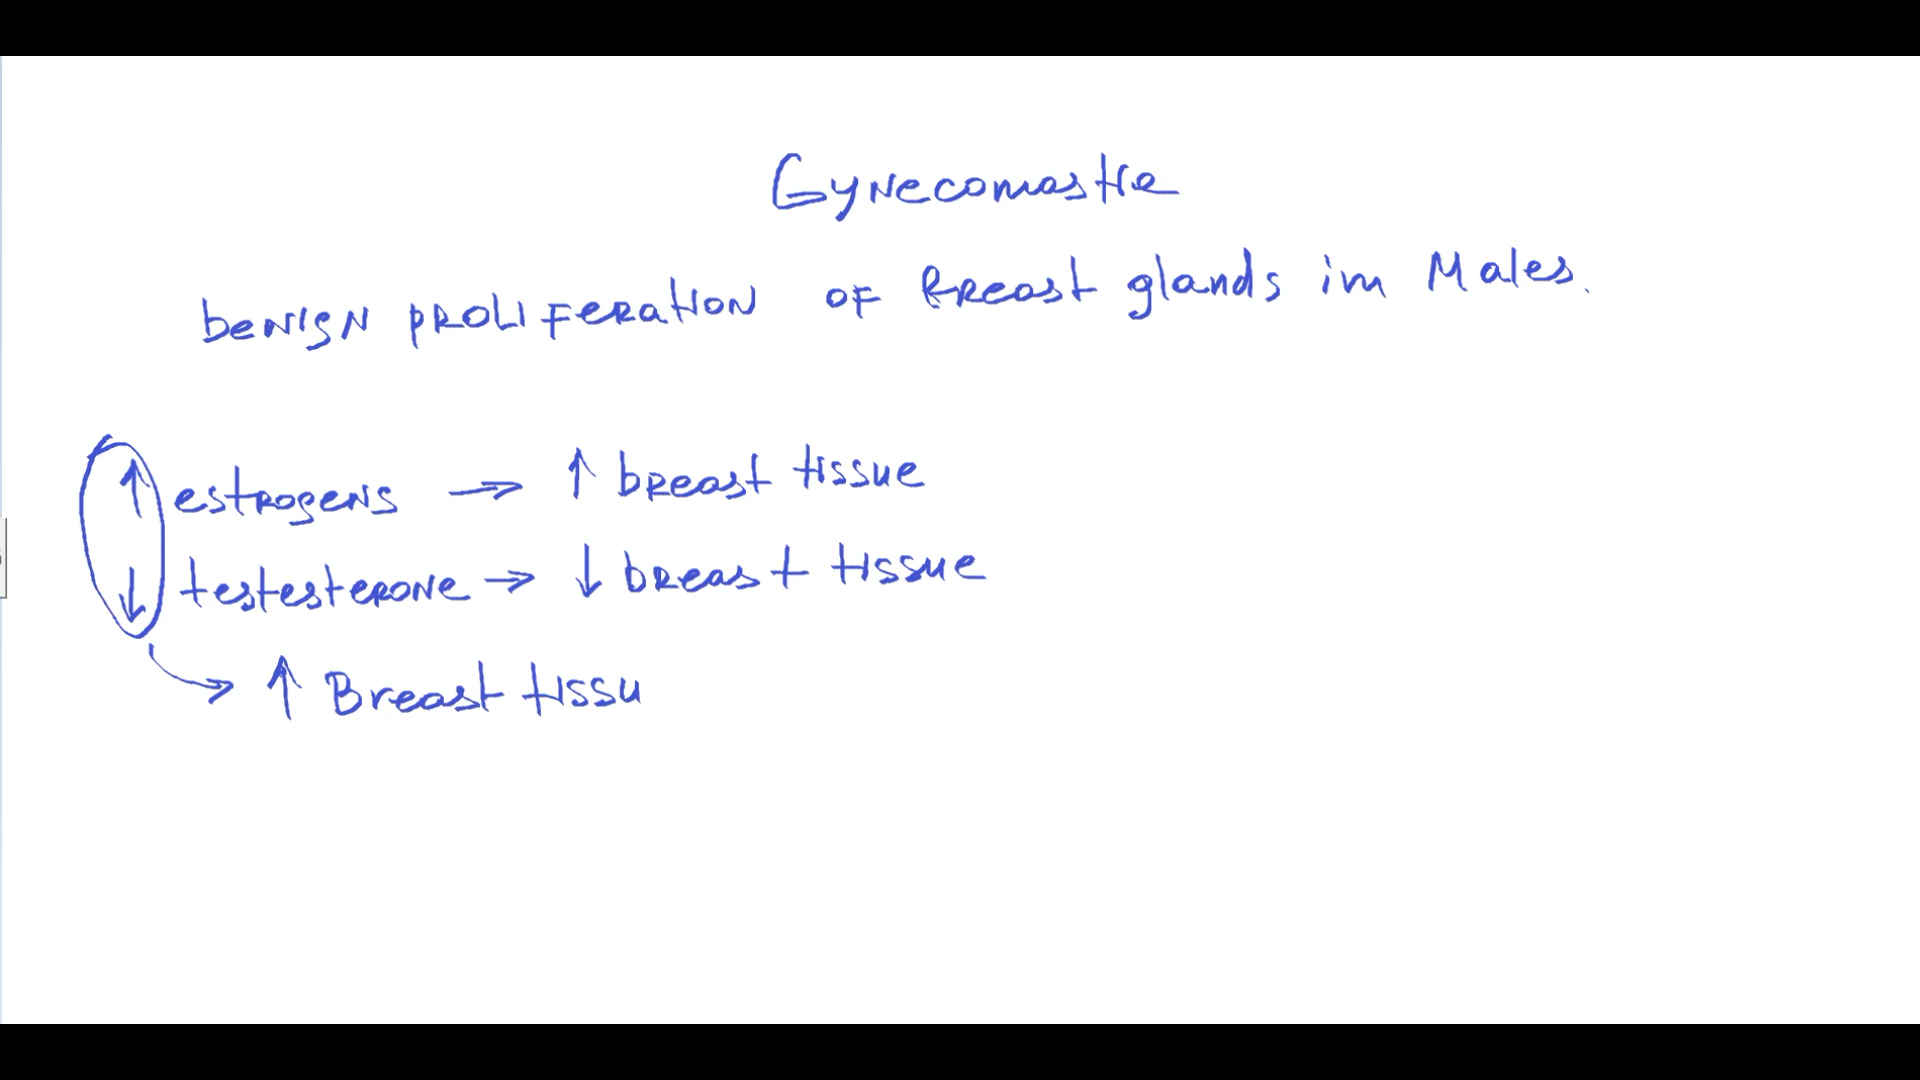 Gynecomastia
benign proliferation of Breast glands in Males.
↑ estrogens → ↑ breast tissue
↓ testesterone → ↓ breast tissue
→ ↑ Breast tissu